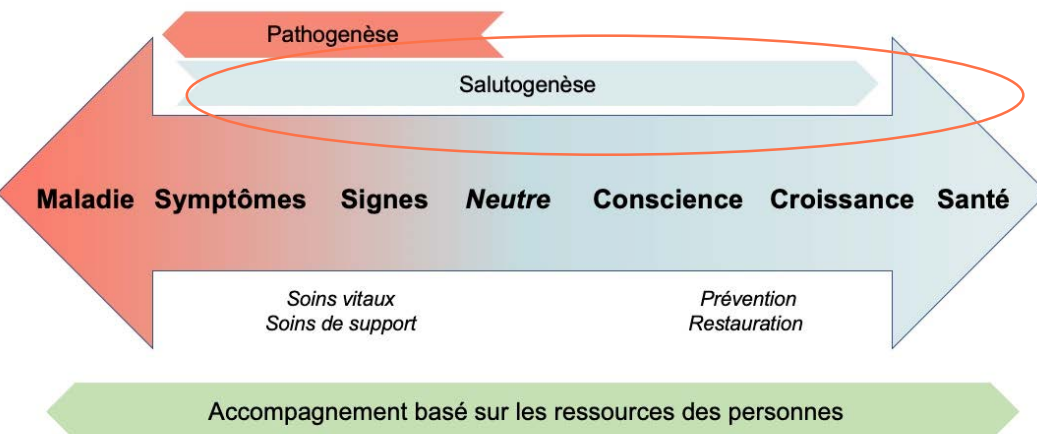 Pathogenèse
Salutogenèse
Maladie Symptômes Signes Neutre Conscience Croissance Santé
Soins vitaux
Soins de support
Prévention
Restauration
Accompagnement basé sur les ressources des personnes